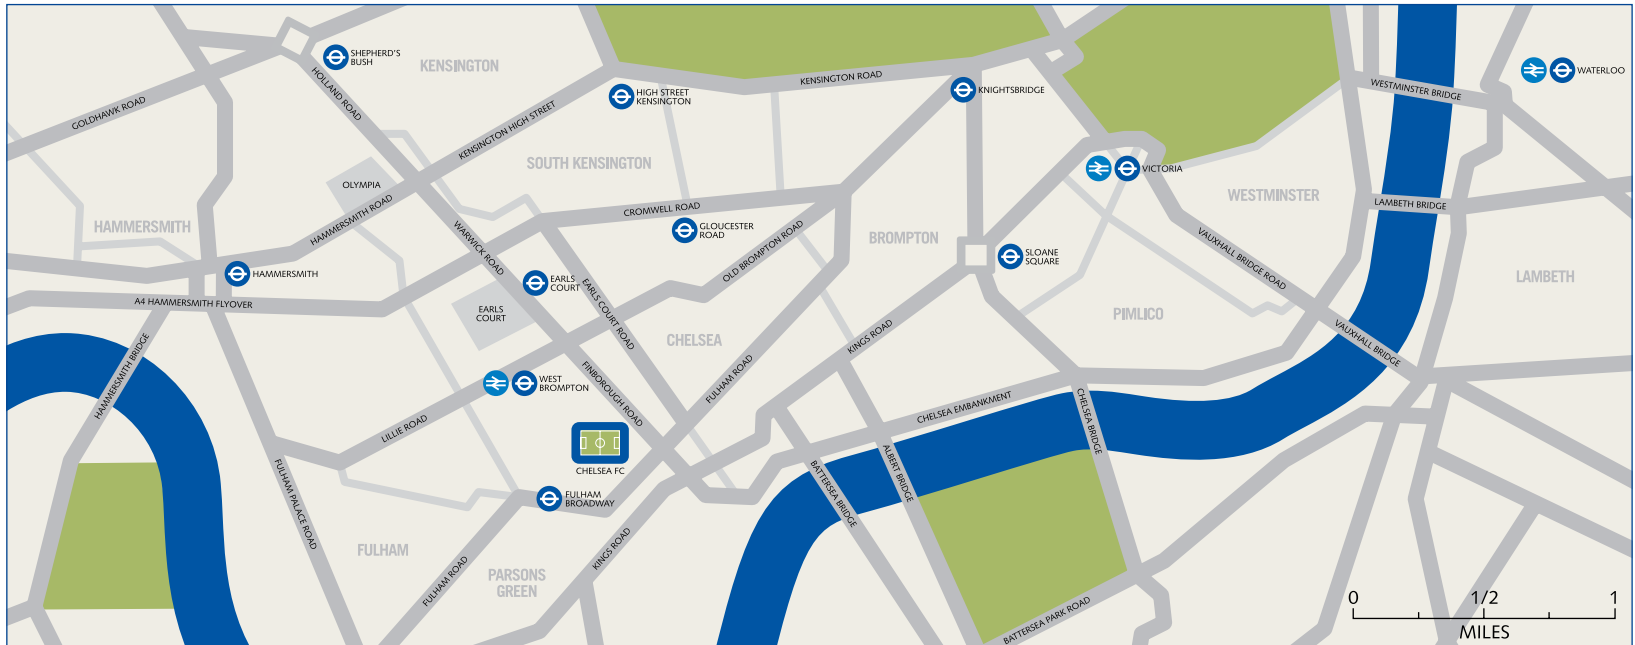 SHEPHERD'S
BUSH
KENSINGTON
HOLLAND ROAD
GOLDHAWK ROAD
HIGH STREET
KENSINGTON
KENSINGTON ROAD
KNIGHTSBRIDGE
WATERLOO
WESTMINSTER BRIDGE
KENSINGTON HIGH STREET
SOUTH KENSINGTON
VICTORIA
OLYMPIA
WESTMINSTER
LAMBETH BRIDGE
HAMMERSMITH
HAMMERSMITH ROAD
CROMWELL ROAD
GLOUCESTER
ROAD
BROMPTON
WARWICK ROAD
OLD BROMPTON ROAD
SLOANE
SQUARE
VAUXHALL BRIDGE ROAD
LAMBETH
HAMMERSMITH
EARLS
COURT
A4 HAMMERSMITH FLYOVER
EARLS
COURT
EARLS COURT ROAD
PIMLICO
CHELSEA
KINGS ROAD
VAUXHALL BRIDGE
HAMMERSMITH BRIDGE
WEST
BROMPTON
FINBOROUGH ROAD
FULHAM ROAD
CHELSEA EMBANKMENT
CHELSEA BRIDGE
LILLIE ROAD
CHELSEA FC
ALBERT BRIDGE
BATTERSEA BRIDGE
FULHAM PALACE ROAD
FULHAM
BROADWAY
FULHAM
KINGS ROAD
FULHAM ROAD
PARSONS
GREEN
BATTERSEA PARK ROAD
0 1/2 1
MILES